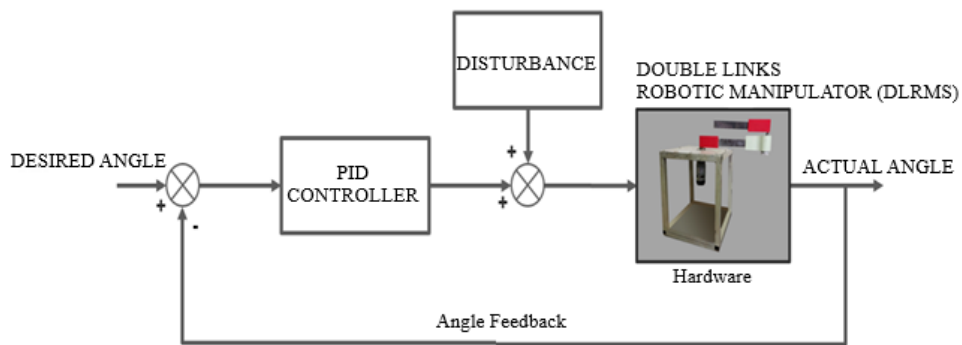 DISTURBANCE
DOUBLE LINKS
ROBOTIC MANIPULATOR (DLRMS)
DESIRED ANGLE
PID
CONTROLLER
ACTUAL ANGLE
+
-
+
+
Hardware
Angle Feedback